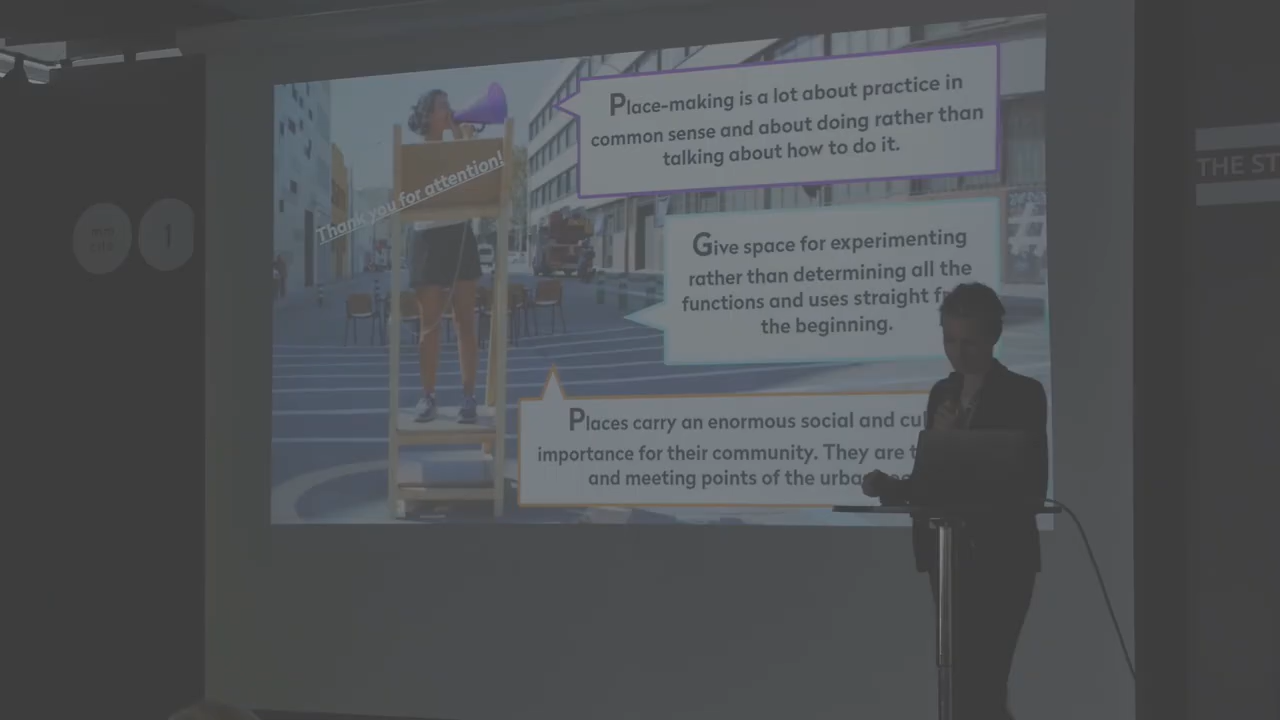 Place-making is a lot about practice in
common sense and about doing rather than
talking about how to do it.
Thank you for attention!
Give space for experimenting
rather than determining all the
functions and uses straight
the beginning.
Places carry an enormous social and
importance for their community. They are
and meeting points of the
THE ST
1